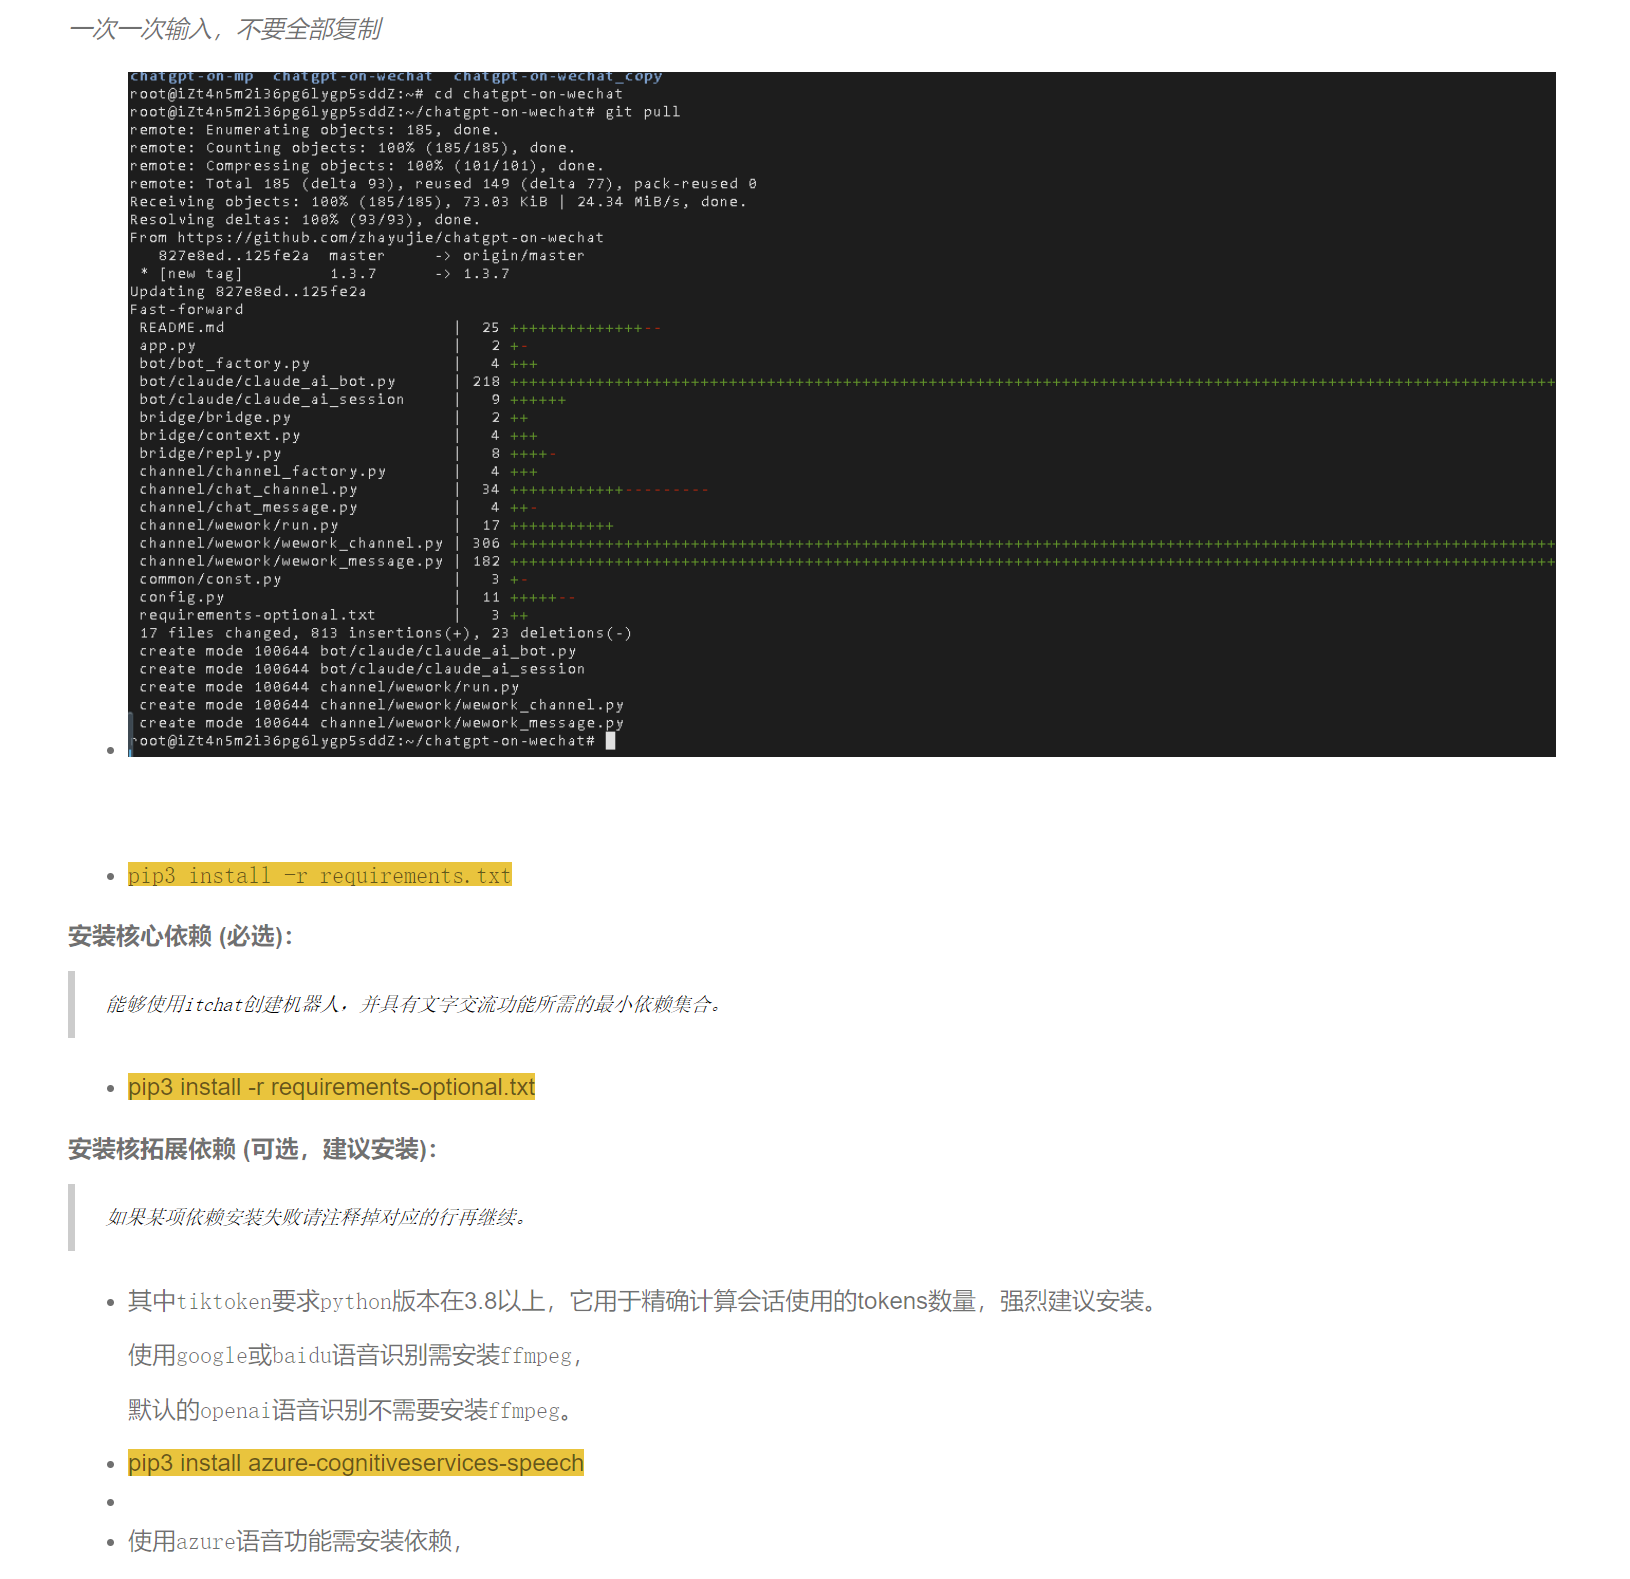 一次一次输入，不要全部复制
chatgpt-on-mp  chatgpt-on-wechat  chatgpt-on-wechat_copy
root@iZt4n5m2i36pg6lygp5sddZ:~# cd chatgpt-on-wechat
root@iZt4n5m2i36pg6lygp5sddZ:~/chatgpt-on-wechat# git pull
remote: Enumerating objects: 185, done.
remote: Counting objects: 100% (185/185), done.
remote: Compressing objects: 100% (101/101), done.
remote: Total 185 (delta 93), reused 149 (delta 77), pack-reused 0
Receiving objects: 100% (185/185), 73.03 KiB | 24.34 MiB/s, done.
Resolving deltas: 100% (93/93), done.
From https://github.com/zhayujie/chatgpt-on-wechat
   827e8ed..125fe2a  master     -> origin/master
 * [new tag]         1.3.7      -> 1.3.7
Updating 827e8ed..125fe2a
Fast-forward
 README.md                         |  25 ++++++++++++++--
 app.py                            |   2 +-
 bot/bot_factory.py                |   4 +++
 bot/claude/claude_ai_bot.py       | 218 ++++++++++++++++++++++++++++++++++++++++++++++++++++++++++++++++++++++++++++++++++++++++++++++++++++++++++++++
 bot/claude/claude_ai_session      |   9 ++++++
 bridge/bridge.py                  |   2 ++
 bridge/context.py                 |   4 +++
 bridge/reply.py                   |   8 ++++-
 channel/channel_factory.py        |   4 +++
 channel/chat_channel.py           |  34 ++++++++++++---------
 channel/chat_message.py           |   4 ++-
 channel/wework/run.py             |  17 +++++++++++
 channel/wework/wework_channel.py | 306 ++++++++++++++++++++++++++++++++++++++++++++++++++++++++++++++++++++++++++++++++++++++++++++++++++++++++++++++
 channel/wework/wework_message.py | 182 ++++++++++++++++++++++++++++++++++++++++++++++++++++++++++++++++++++++++++++++++++++++++++++++++++++++++++++++
 common/const.py                   |   3 +-
 config.py                         |  11 +++++--
 requirements-optional.txt         |   3 ++
 17 files changed, 813 insertions(+), 23 deletions(-)
 create mode 100644 bot/claude/claude_ai_bot.py
 create mode 100644 bot/claude/claude_ai_session
 create mode 100644 channel/wework/run.py
 create mode 100644 channel/wework/wework_channel.py
 create mode 100644 channel/wework/wework_message.py
root@iZt4n5m2i36pg6lygp5sddZ:~/chatgpt-on-wechat#
pip3 install -r requirements.txt
安装核心依赖 (必选)：
能够使用itchat创建机器人，并具有文字交流功能所需的最小依赖集合。
pip3 install -r requirements-optional.txt
安装核拓展依赖 (可选，建议安装)：
如果某项依赖安装失败请注释掉对应的行再继续。
其中tiktoken要求python版本在3.8以上，它用于精确计算会话使用的tokens数量，强烈建议安装。
使用google或baidu语音识别需安装ffmpeg，
默认的openai语音识别不需要安装ffmpeg。
pip3 install azure-cognitiveservices-speech
使用azure语音功能需安装依赖，